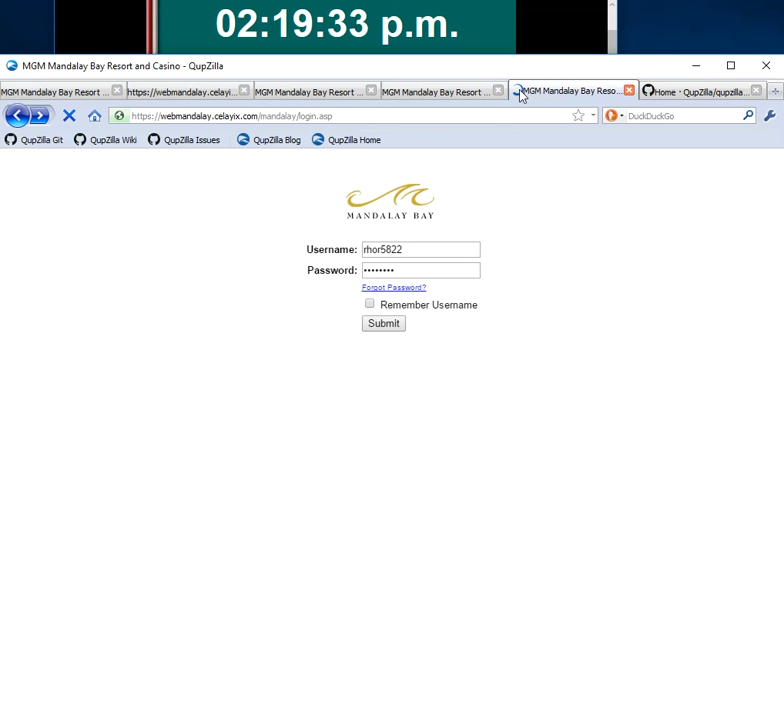 02:19:33 p.m.
MGM Mandalay Bay Resort and Casino - QupZilla
MGM Mandalay Bay Resort ... https://webmandalay.celayi... MGM Mandalay Bay Resort ... MGM Mandalay Bay Resort ... MGM Mandalay Bay Reso... Home · QupZilla/qupzilla...
https://webmandalay.celayix.com/mandalay/login.asp DuckDuckGo
QupZilla Git QupZilla Wiki QupZilla Issues QupZilla Blog QupZilla Home
MANDALAY BAY
Username: rhor5822
Password: ••••••••
Forgot Password?
Remember Username
Submit